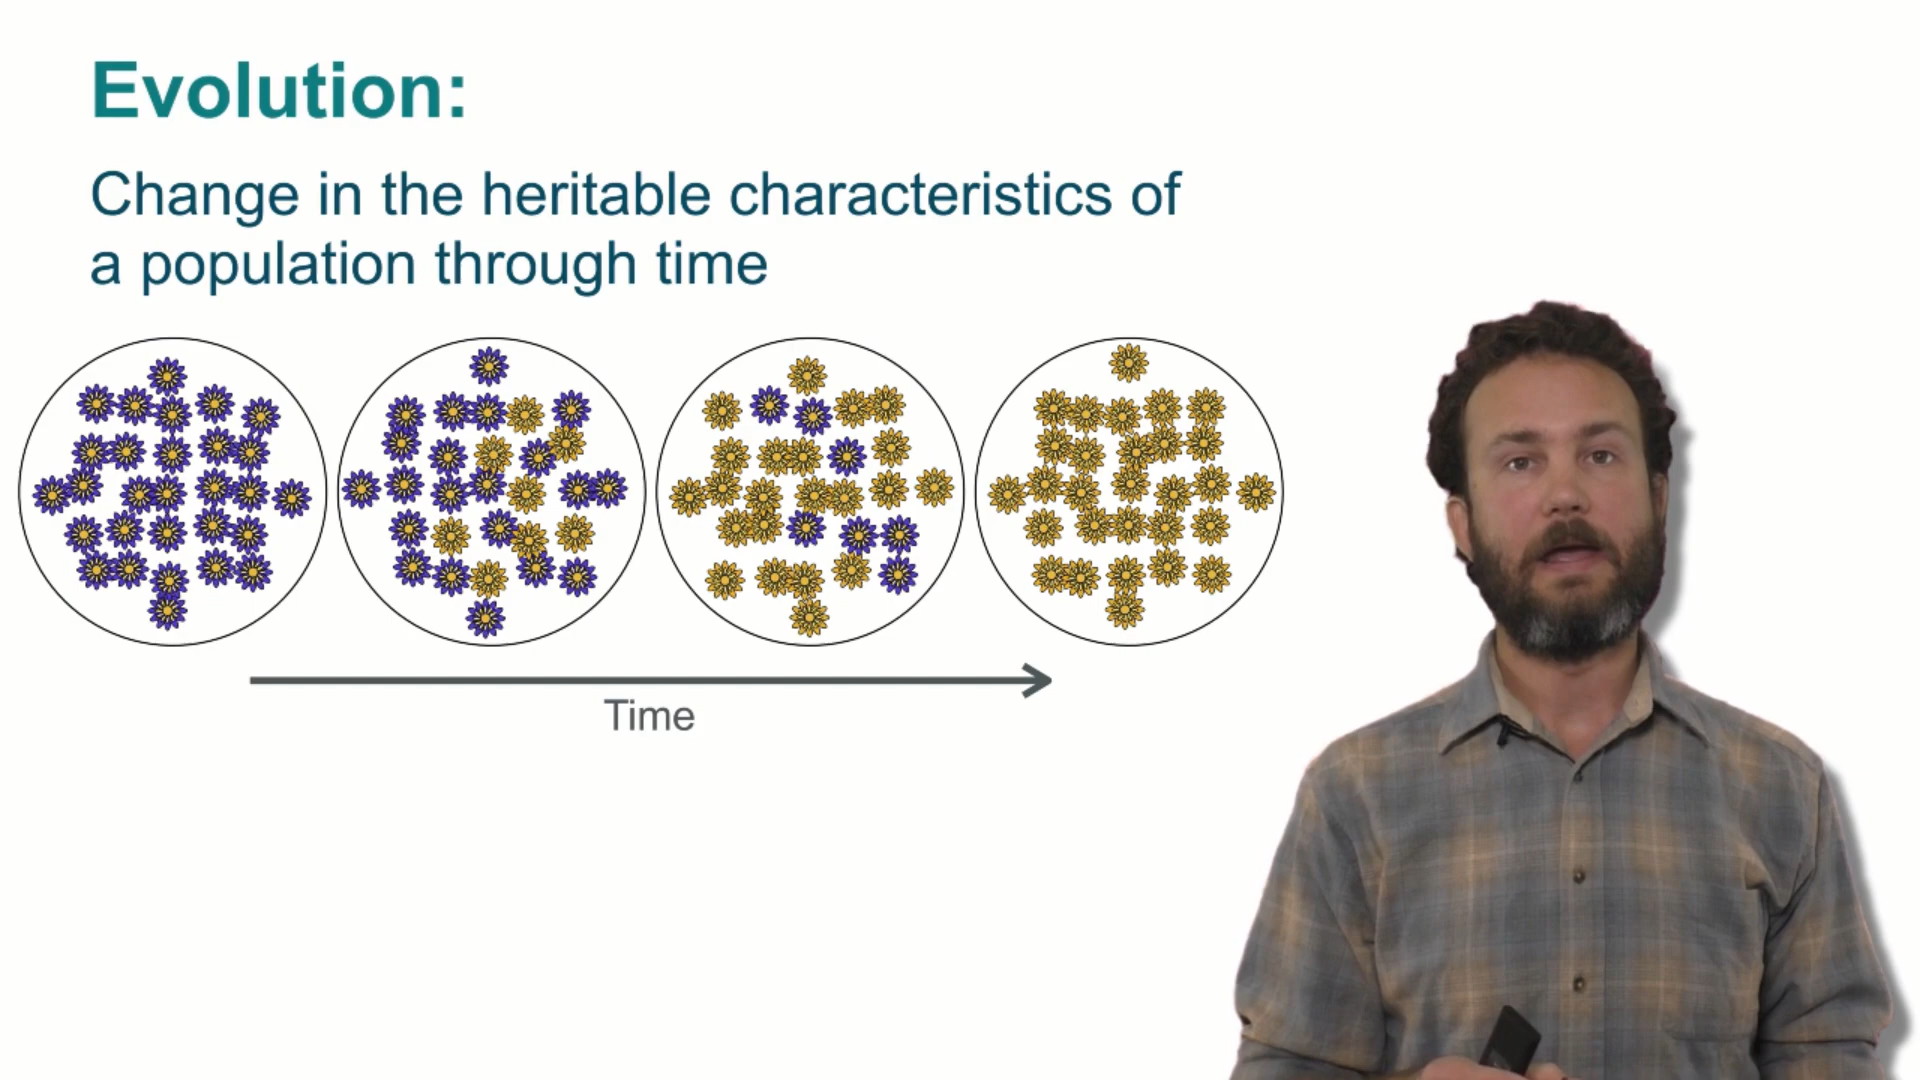 Evolution:
Change in the heritable characteristics of
a population through time
Time